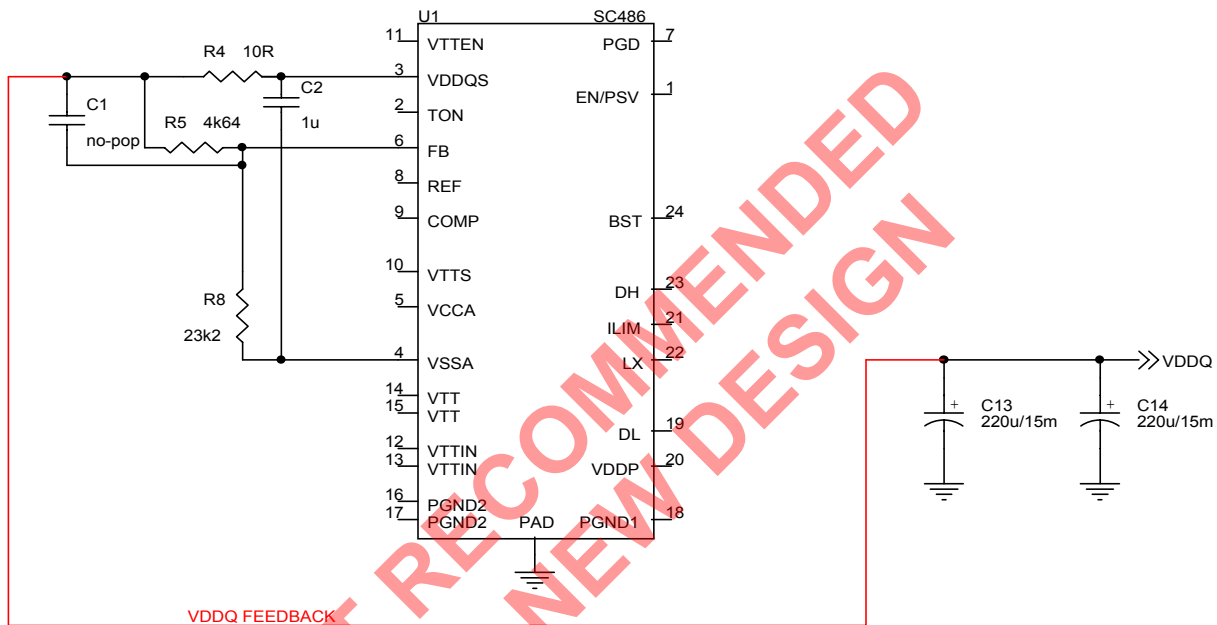 U1
SC486
11
VTTEN
PGD
7
R4
10R
3
VDDQS
C1
C2
EN/PSV
1
2
TON
1u
R5
4k64
no-pop
6
FB
8
REF
9
COMP
BST
24
10
VTTS
DH
23
R8
5
VCCA
ILIM
21
23k2
4
VSSA
LX
22
VDDQ
14
VTT
15
VTT
+
C13
220u/15m
+
C14
220u/15m
DL
19
12
VTTIN
13
VTTIN
VDDP
20
16
PGND2
17
PGND2
PAD
PGND1
18
VDDQ FEEDBACK
RECOMMENDED
NEW DESIGN